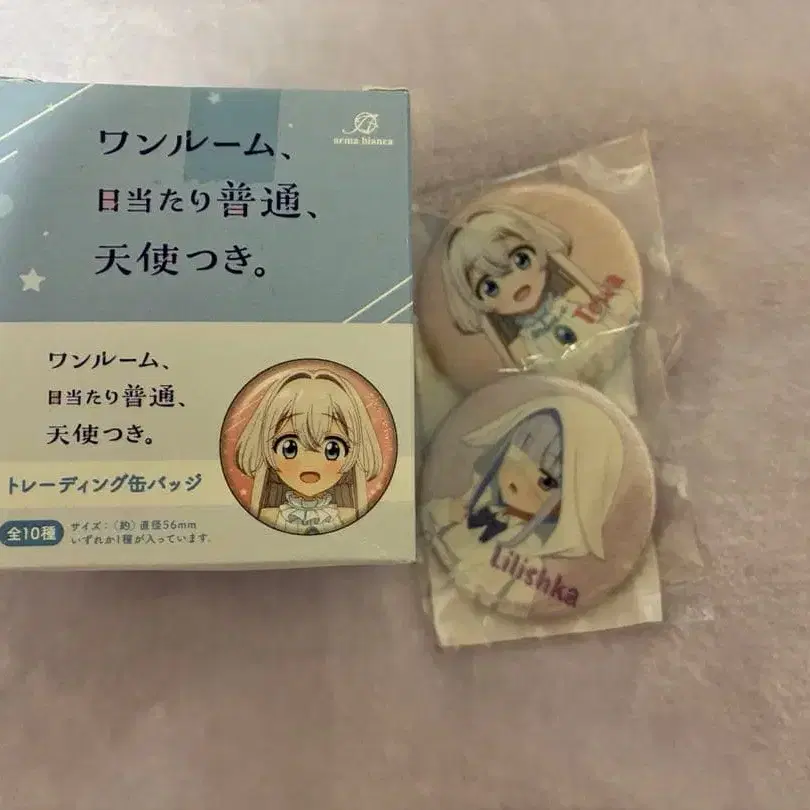 ワンルーム、
日当たり普通、
天使つき。
arma bianca
ワンルーム、
日当たり普通、
天使つき。
トレーディング缶バッジ
全10種
サイズ:(約)直径56mm
いずれか1種が入っています。
Towa
Lilishka